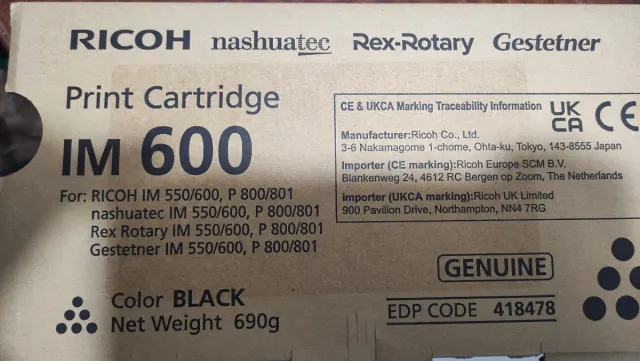 RICOH nashuatec Rex-Rotary Gestetner
Print Cartridge
IM 600
For: RICOH IM 550/600, P 800/801
nashuatec IM 550/600, P 800/801
Rex Rotary IM 550/600, P 800/801
Gestetner IM 550/600, P 800/801
CE & UKCA Marking Traceability Information
UK
CA
CE
Manufacturer:Ricoh Co., Ltd.
3-6 Nakamagome 1-chome, Ohta-ku, Tokyo, 143-8555 Japan
Importer (CE marking):Ricoh Europe SCM B.V.
Blankenweg 24, 4612 RC Bergen op Zoom, The Netherlands
Importer (UKCA marking):Ricoh UK Limited
900 Pavilion Drive, Northampton, NN4 7RG
GENUINE
Color BLACK
Net Weight 690g
EDP CODE 418478